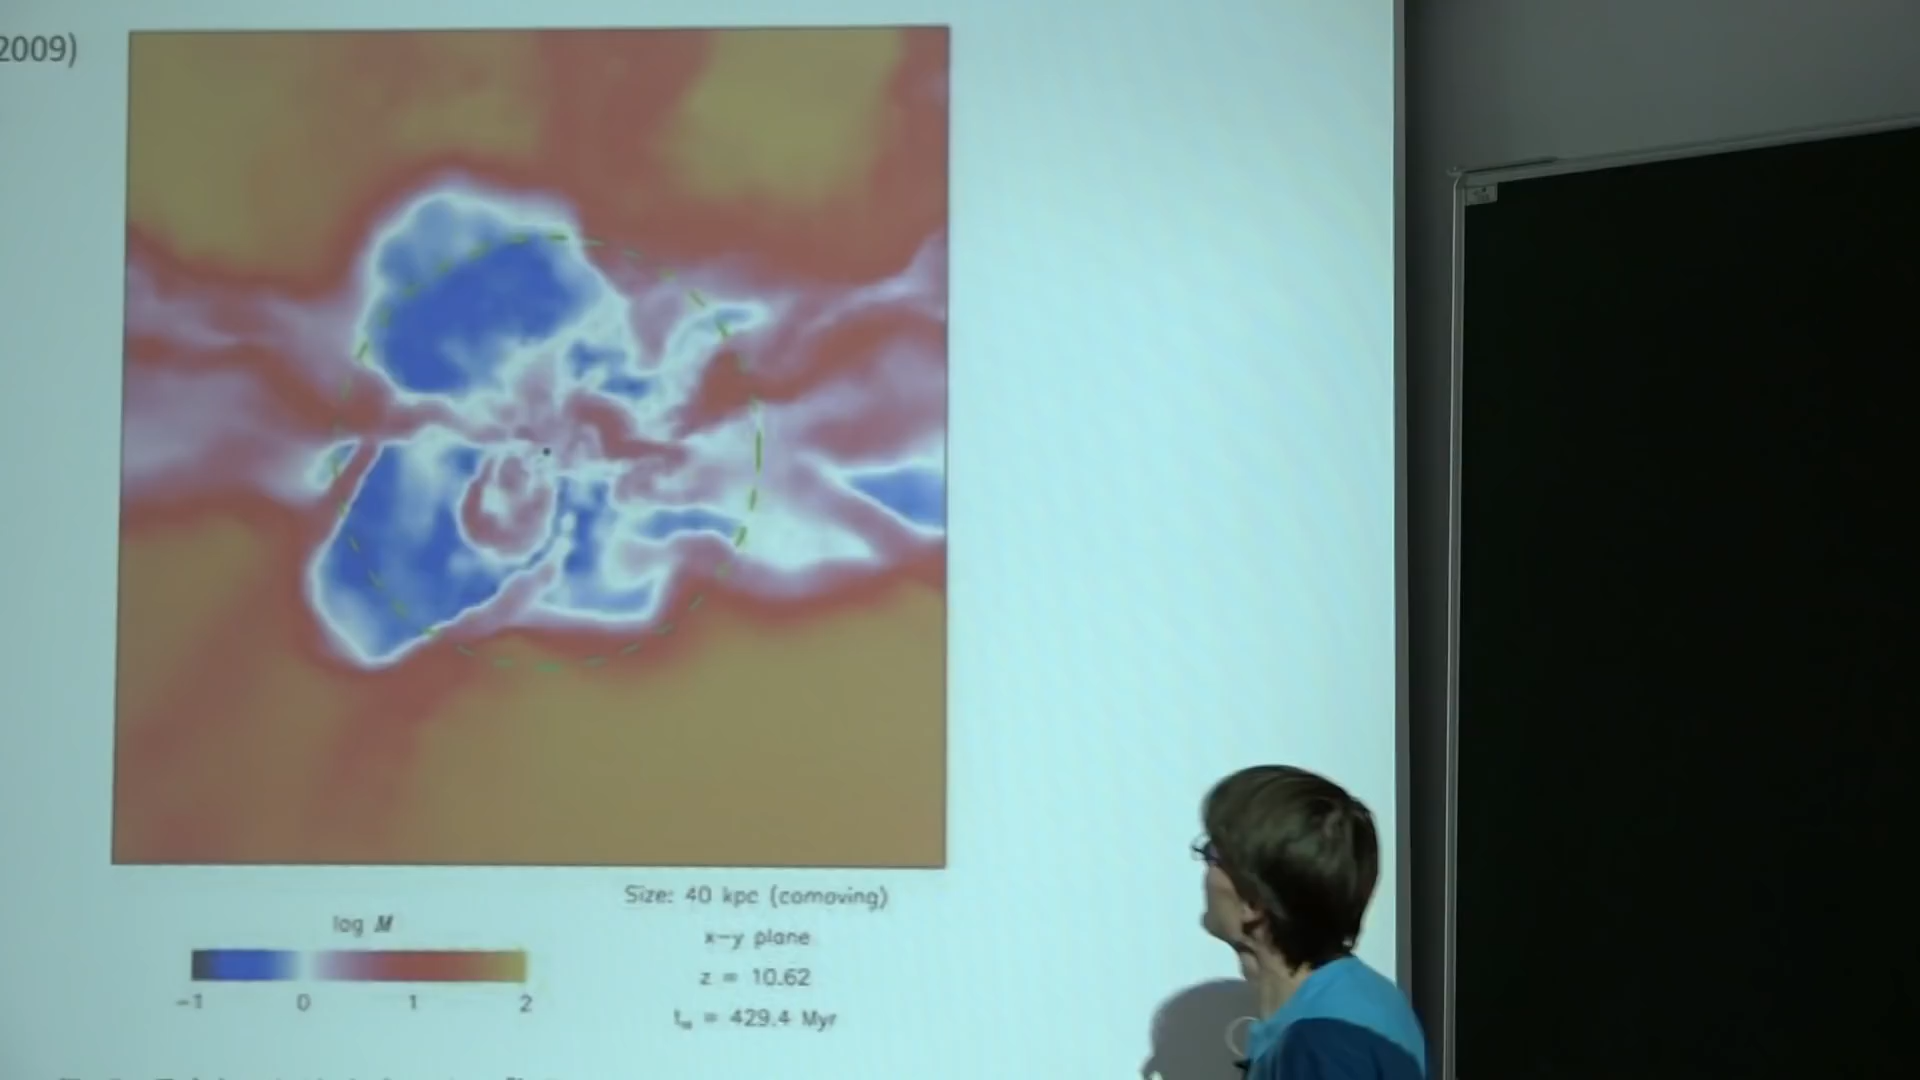 2009)
Size: 40 kpc (comoving)
log M
x-y plane
z = 10.62
-1 0 1 2
= 429.4 Myr